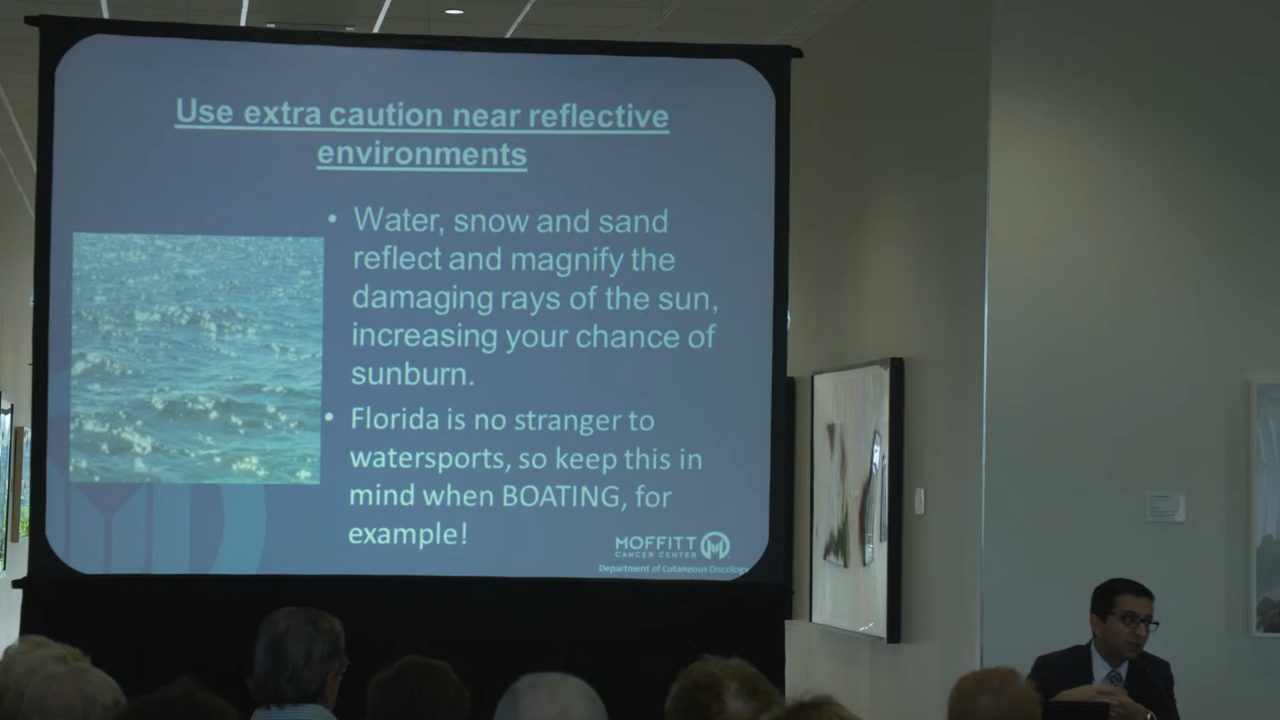 Use extra caution near reflective
environments
• Water, snow and sand
reflect and magnify the
damaging rays of the sun,
increasing your chance of
sunburn.
• Florida is no stranger to
watersports, so keep this in
mind when BOATING, for
example!
MOFFITT
CANCER CENTER
Department of Cutaneous Oncology